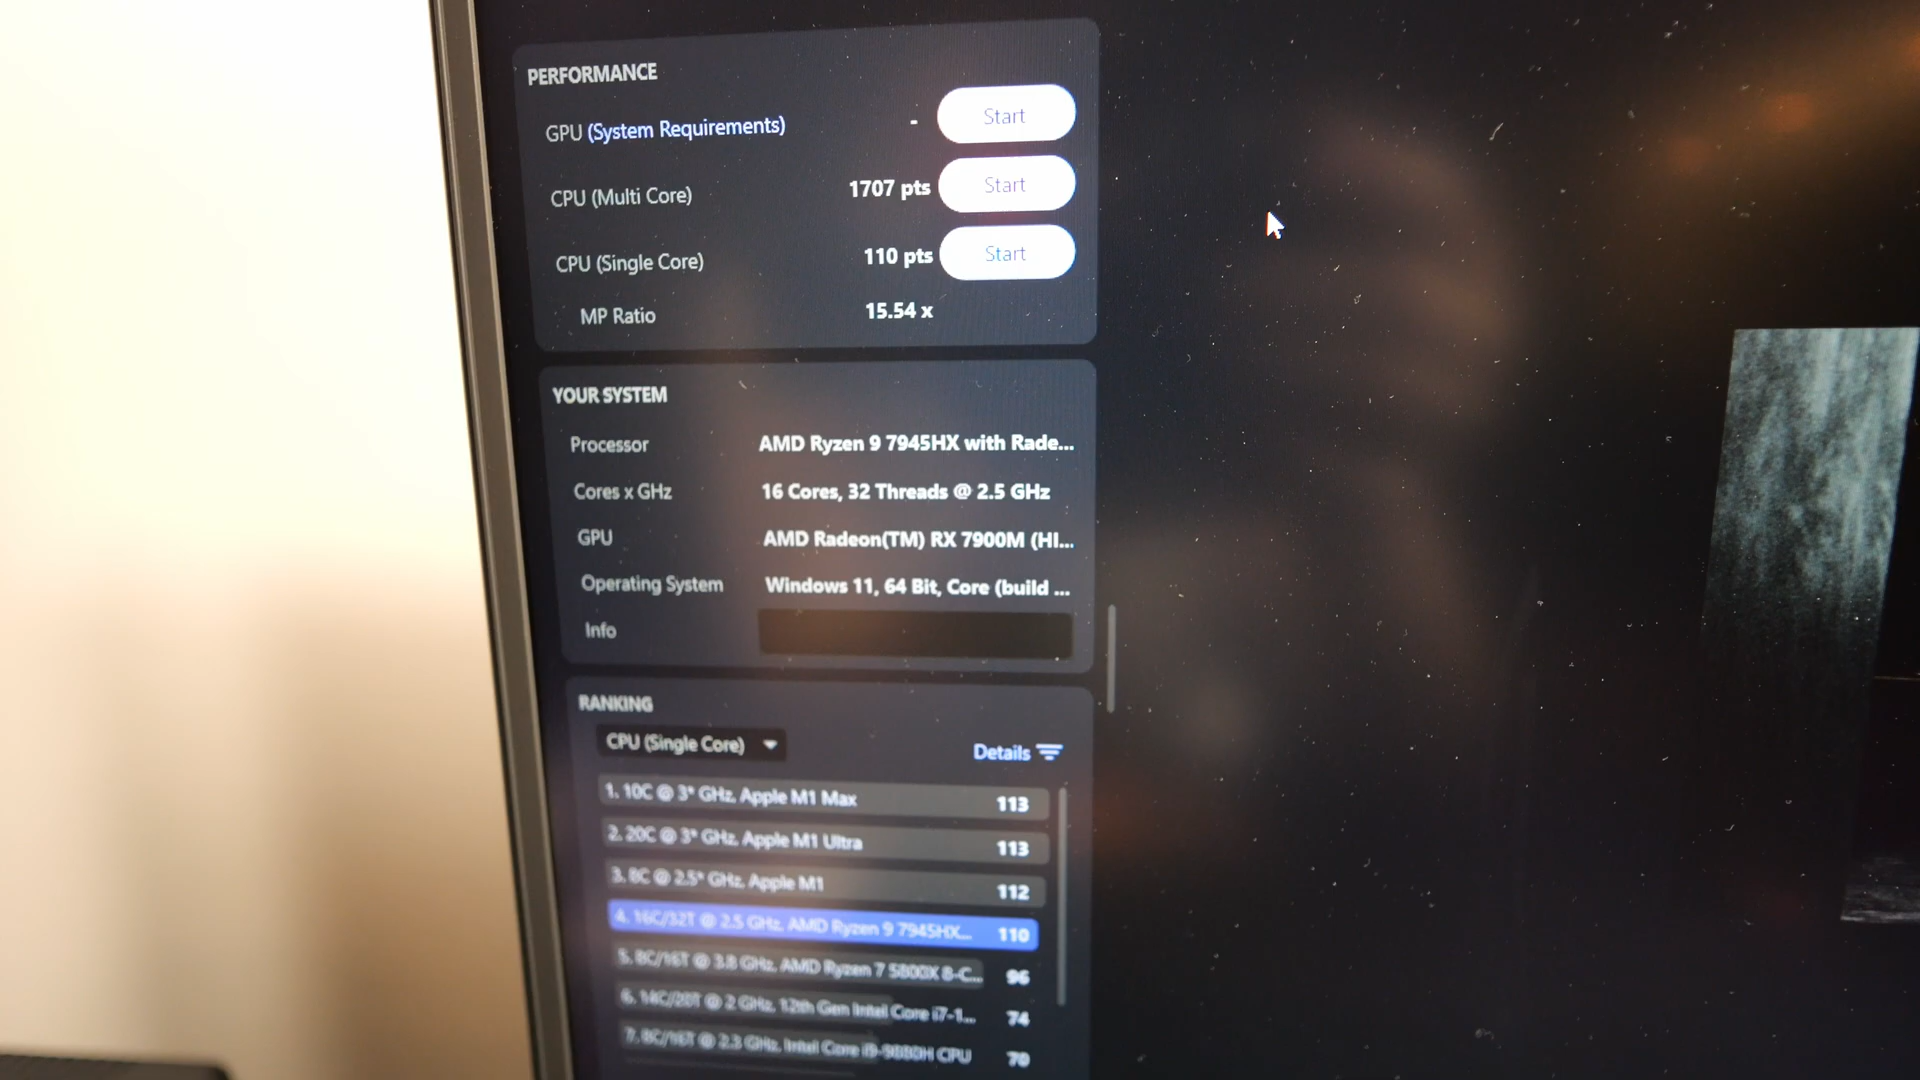 PERFORMANCE
GPU (System Requirements) - Start
CPU (Multi Core) 1707 pts Start
CPU (Single Core) 110 pts Start
MP Ratio 15.54 x
YOUR SYSTEM
Processor AMD Ryzen 9 7945HX with Rade...
Cores x GHz 16 Cores, 32 Threads @ 2.5 GHz
GPU AMD Radeon(TM) RX 7900M (HI...
Operating System Windows 11, 64 Bit, Core (build ...
Info
RANKING
CPU (Single Core) Details
1. 10C @ 3* GHz, Apple M1 Max 113
2. 20C @ 3* GHz, Apple M1 Ultra 113
3. 8C @ 2.5* GHz, Apple M1 112
4. 16C/32T @ 2.5 GHz, AMD Ryzen 9 7945HX... 110
5. 8C/16T @ 3.8 GHz, AMD Ryzen 7 5800X 8-C... 96
6. 14C/20T @ 2 GHz, 12th Gen Intel Core i7-1... 74
7. 8C/16T @ 2.3 GHz, Intel Core i9-9880H CPU 70